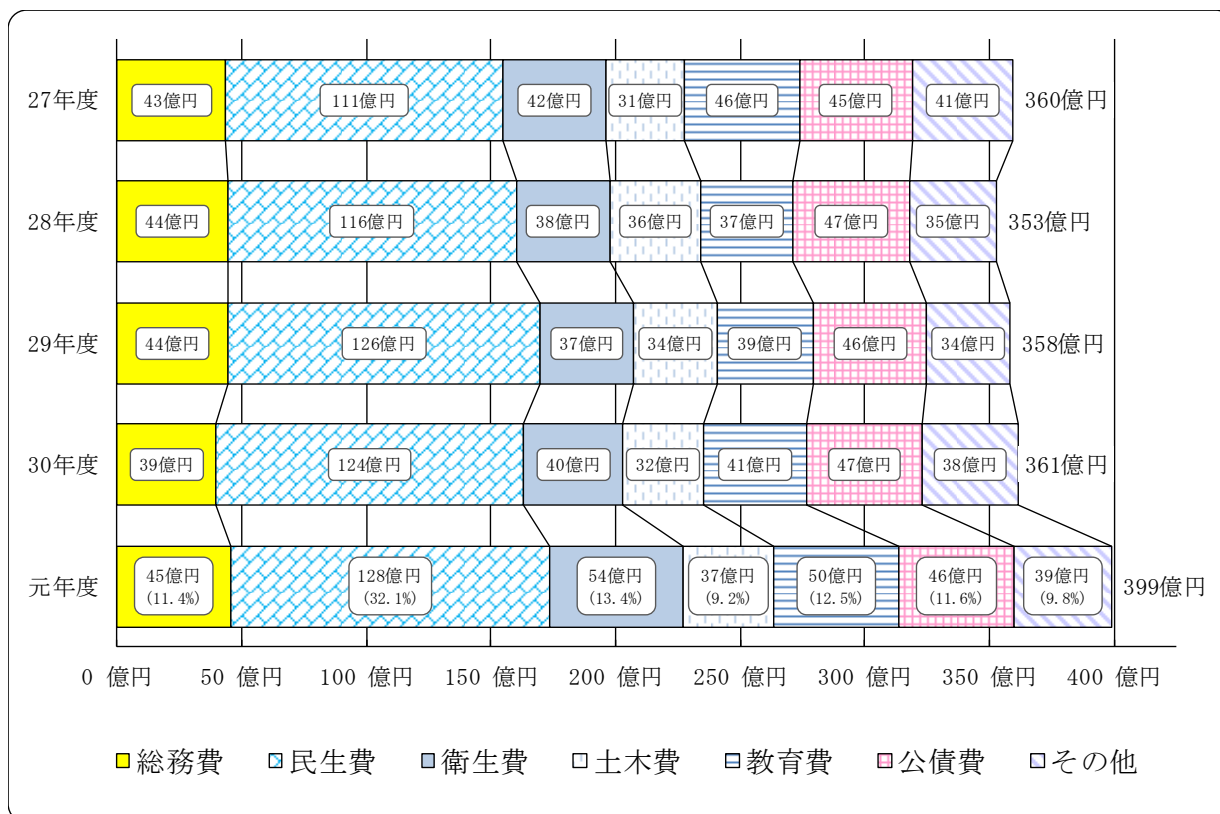 27年度 43億円 111億円 42億円 31億円 46億円 45億円 41億円 360億円
28年度 44億円 116億円 38億円 36億円 37億円 47億円 35億円 353億円
29年度 44億円 126億円 37億円 34億円 39億円 46億円 34億円 358億円
30年度 39億円 124億円 40億円 32億円 41億円 47億円 38億円 361億円
元年度 45億円 128億円 54億円 37億円 50億円 46億円 39億円 399億円
(11.4%) (32.1%) (13.4%) (9.2%) (12.5%) (11.6%) (9.8%)
0 億円 50 億円 100 億円 150 億円 200 億円 250 億円 300 億円 350 億円 400 億円
総務費 民生費 衛生費 土木費 教育費 公債費 その他